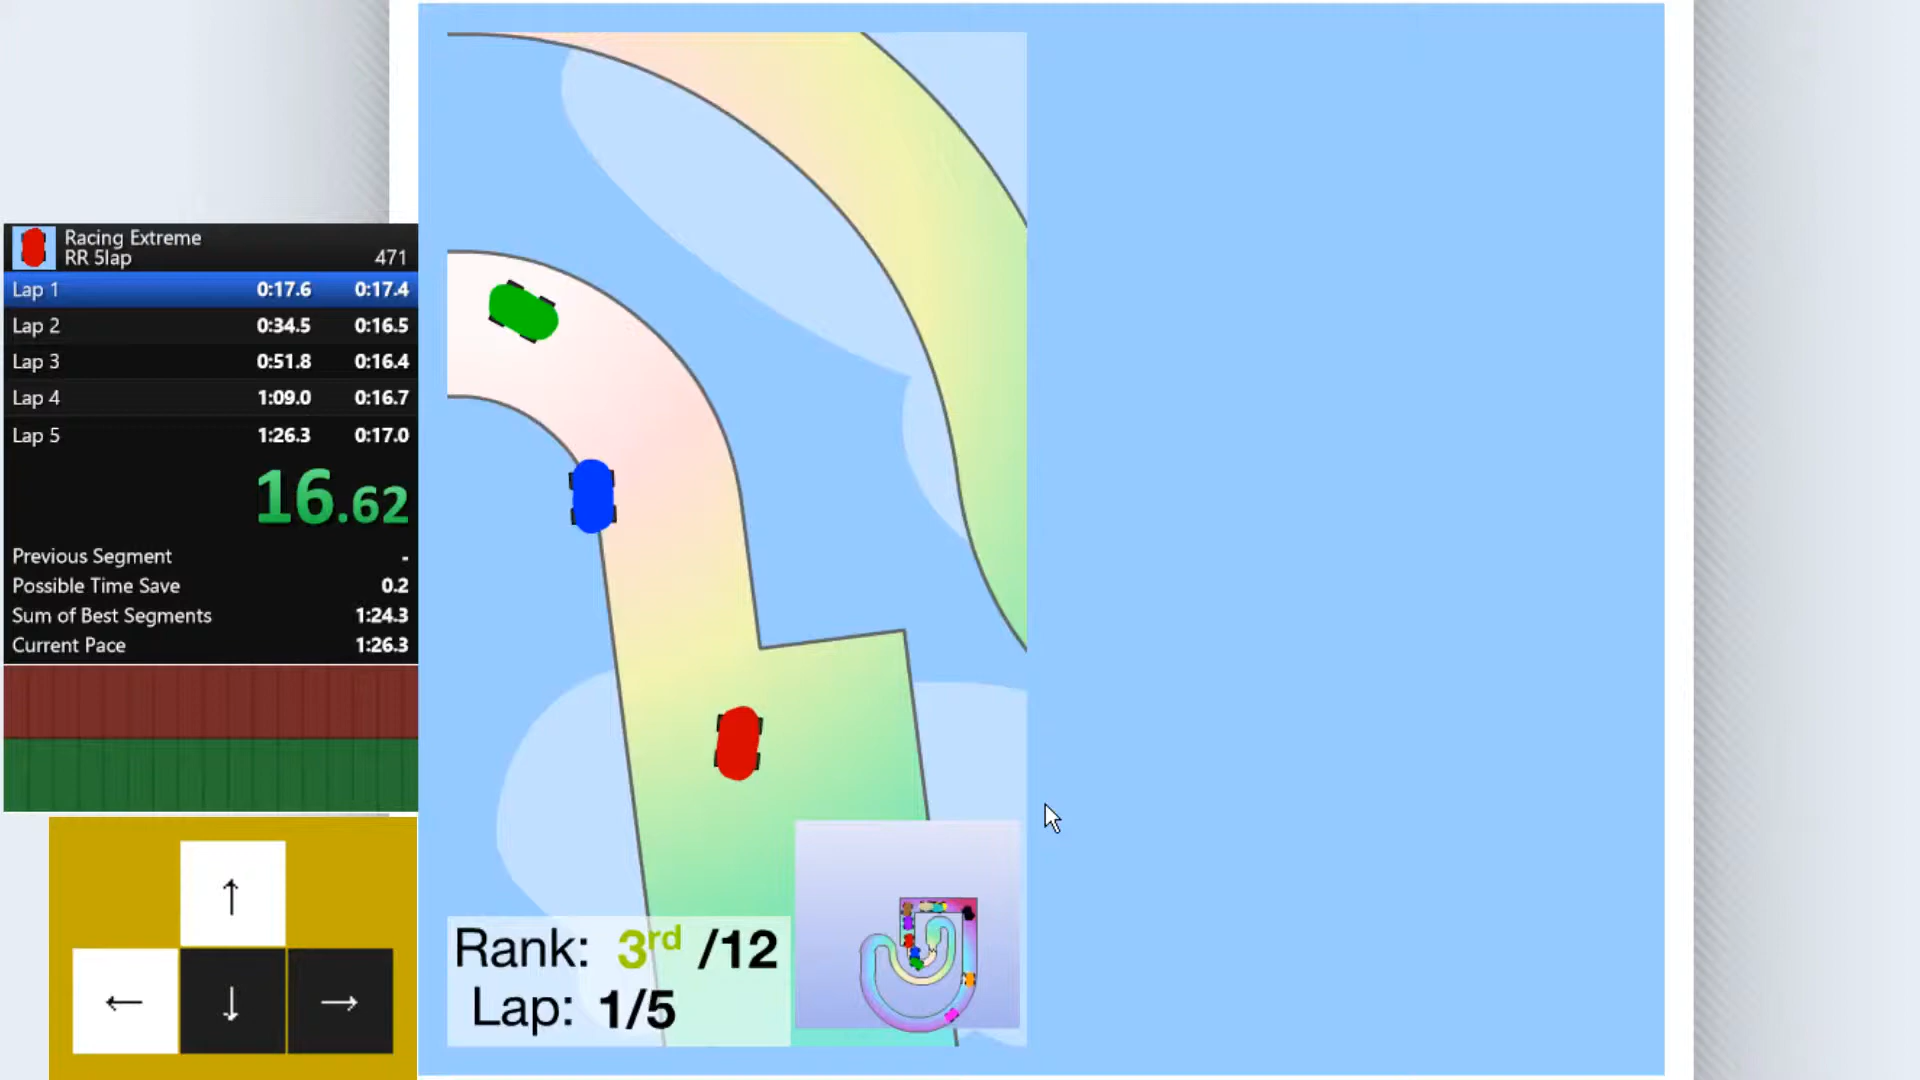 Racing Extreme
RR 5lap 471
Lap 1 0:17.6 0:17.4
Lap 2 0:34.5 0:16.5
Lap 3 0:51.8 0:16.4
Lap 4 1:09.0 0:16.7
Lap 5 1:26.3 0:17.0
16.62
Previous Segment -
Possible Time Save 0.2
Sum of Best Segments 1:24.3
Current Pace 1:26.3
↑
← ↓ →
Rank: 3rd /12
Lap: 1/5